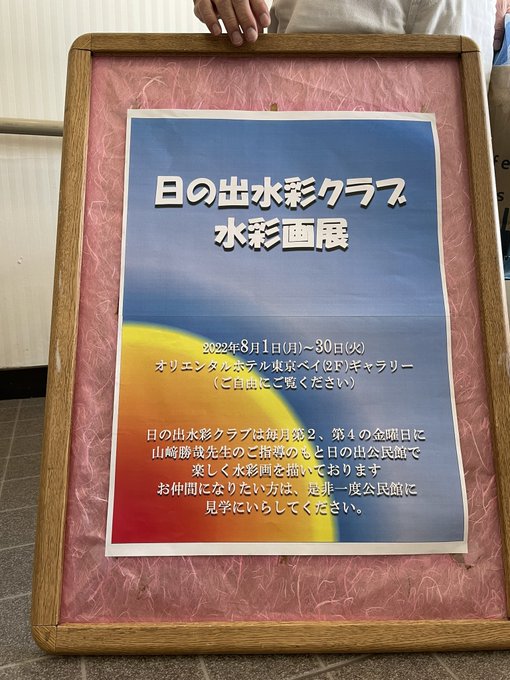 日の出水彩クラブ
水彩画展
2022年8月1日(月)～30日(火)
オリエンタルホテル東京ベイ(2F)ギャラリー
(ご自由にご覧ください)
日の出水彩クラブは毎月第2、第4の金曜日に
山﨑勝哉先生のご指導のもと日の出公民館で
楽しく水彩画を描いております
お仲間になりたい方は、是非一度公民館に
見学にいらしてください。